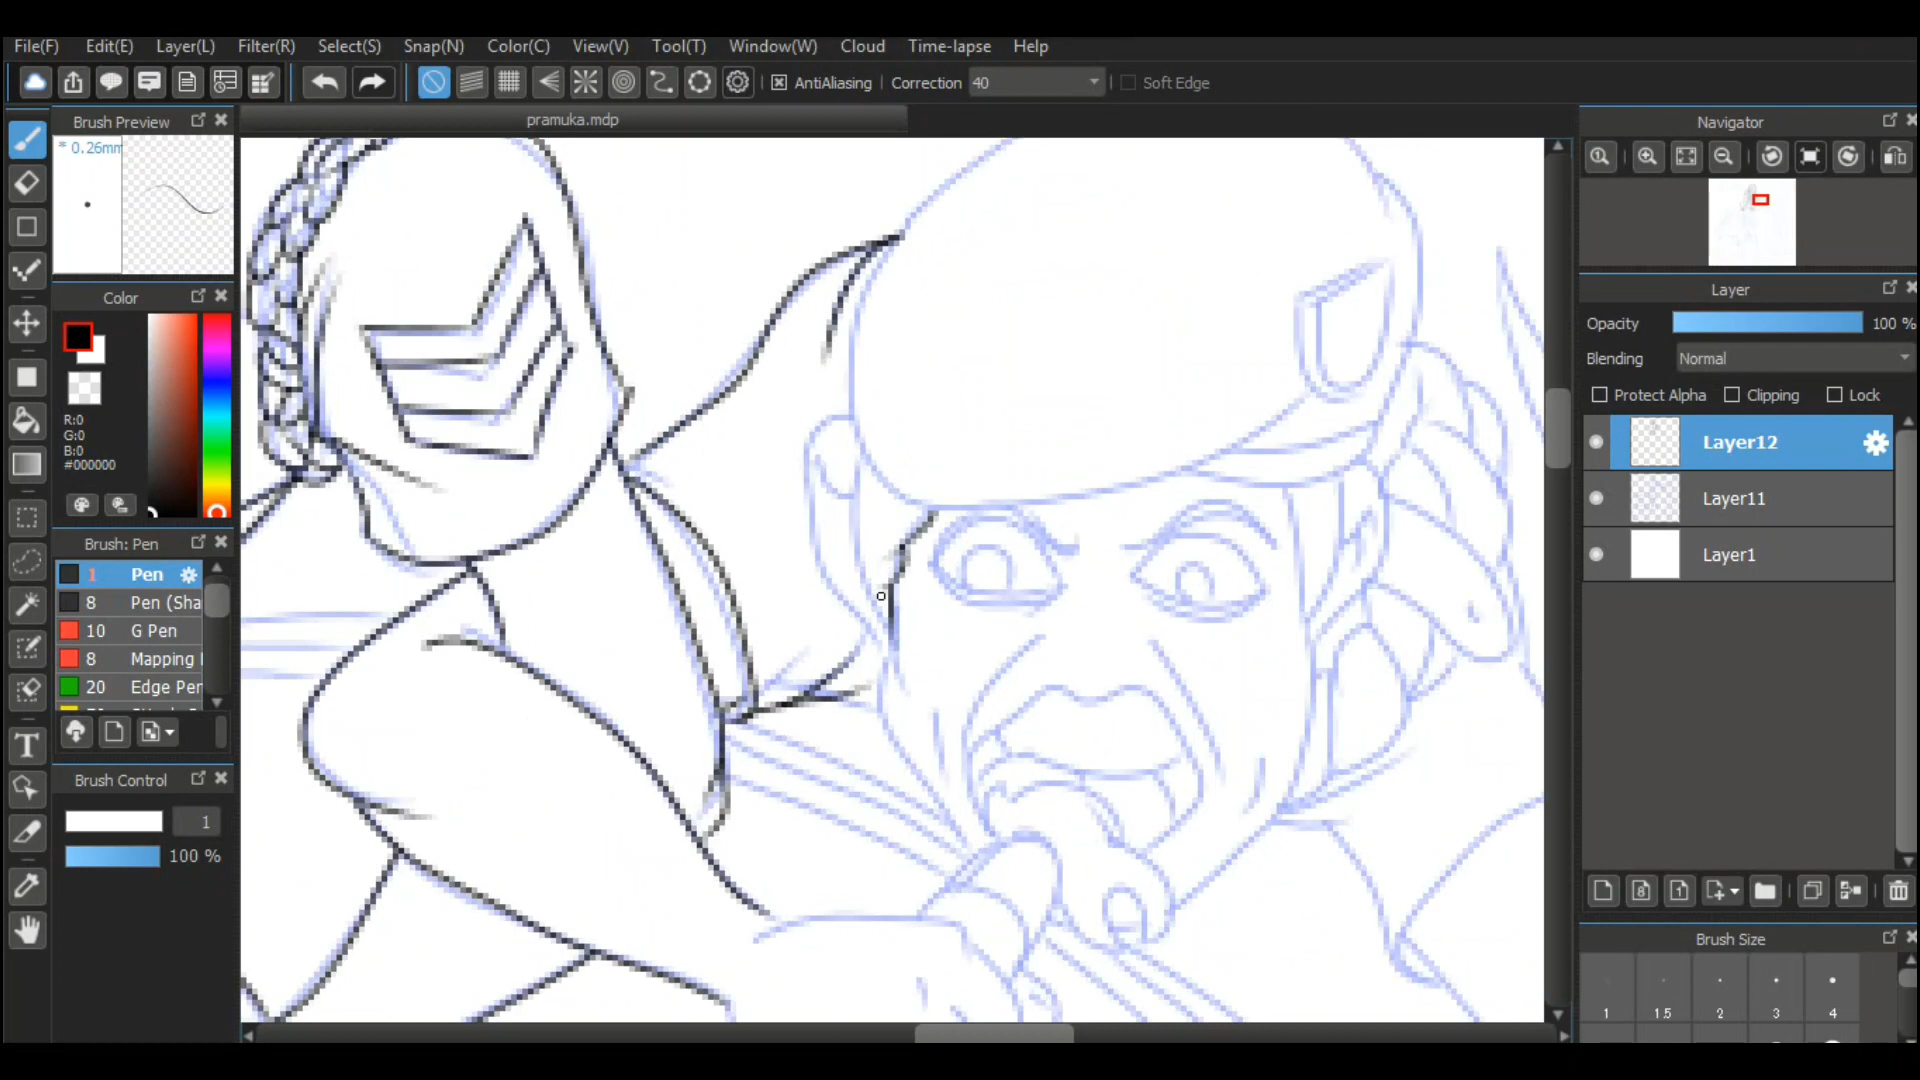 File(F) Edit(E) Layer(L) Filter(R) Select(S) Snap(N) Color(C) View(V) Tool(T) Window(W) Cloud Time-lapse Help
AntiAliasing Correction 40 Soft Edge
Brush Preview
* 0.26mm
pramuka.mdp
Navigator
Color
R:0
G:0
B:0
#000000
Brush: Pen
1 Pen
8 Pen (Sha
10 G Pen
8 Mapping
20 Edge Per
Brush Control
1
100 %
Layer
Opacity 100 %
Blending Normal
Protect Alpha Clipping Lock
Layer12
Layer11
Layer1
Brush Size
1 1.5 2 3 4